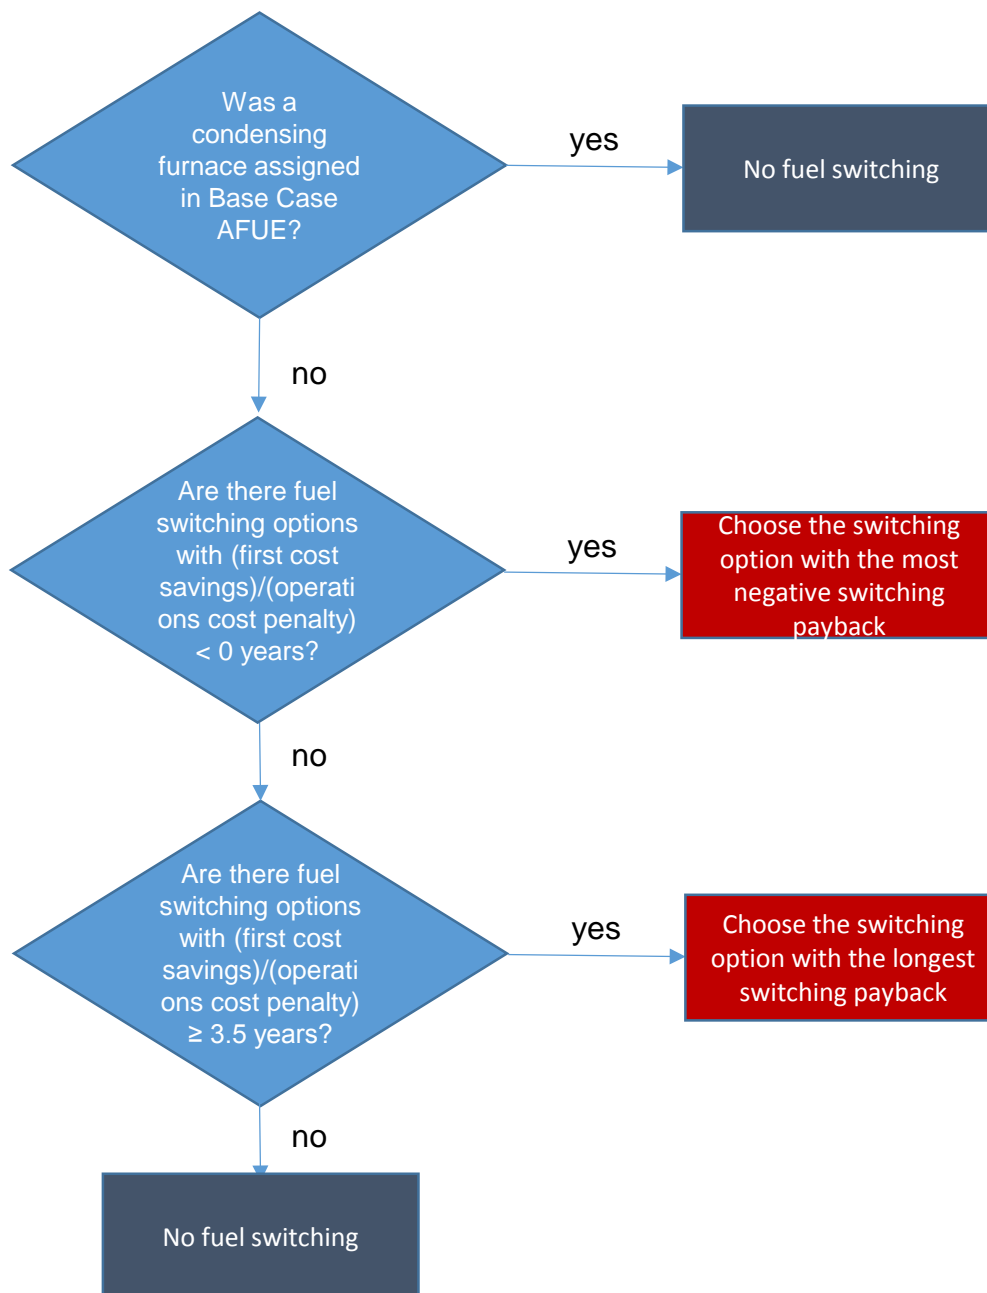 Was a
condensing
furnace assigned
in Base Case
AFUE?
yes
No fuel switching
no
Are there fuel
switching options
with (first cost
savings)/(operati
ons cost penalty)
< 0 years?
yes
Choose the switching
option with the most
negative switching
payback
no
Are there fuel
switching options
with (first cost
savings)/(operati
ons cost penalty)
≥ 3.5 years?
yes
Choose the switching
option with the longest
switching payback
no
No fuel switching